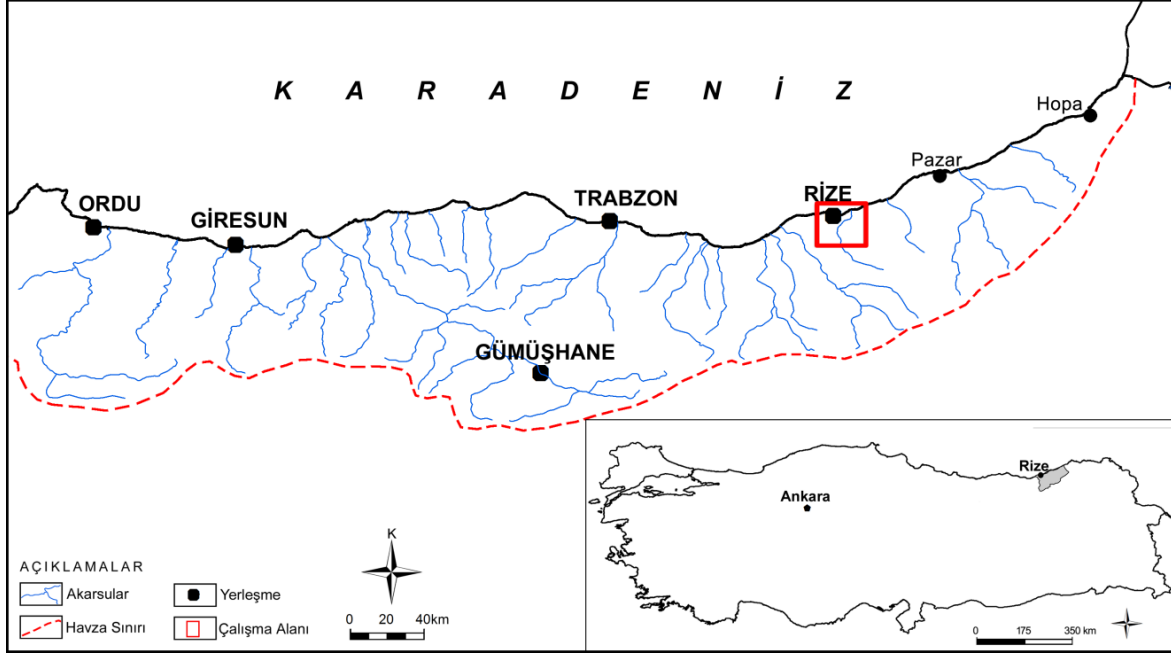 K A R A D E N İ Z
Hopa
Pazar
RİZE
TRABZON
ORDU
GİRESUN
GÜMÜŞHANE
Rize
Ankara
K
AÇIKLAMALAR
Akarsular
Yerleşme
Havza Sınırı
Çalışma Alanı
0 20 40km
0 175 350 km